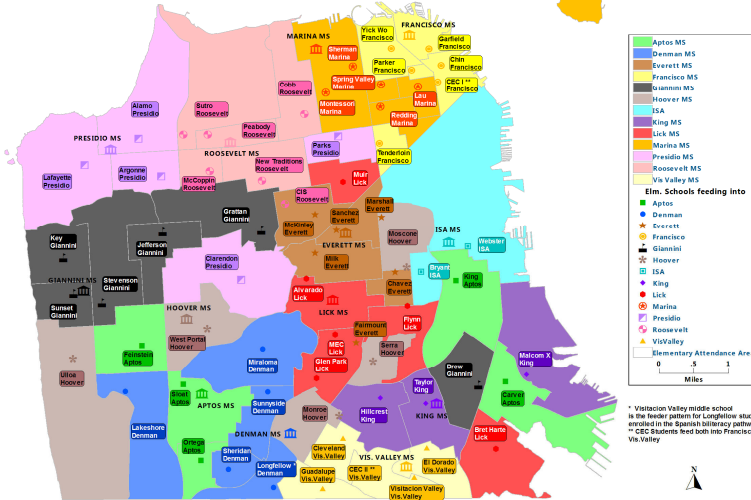 MARINA MS
FRANCISCO MS
Yick Wo
Francisco
Garfield
Francisco
Sherman
Marina
Parker
Francisco
Chin
Francisco
Cobb
Roosevelt
Spring Valley
Marina
CEC I **
Francisco
Alamo
Presidio
Sutro
Roosevelt
Montessori
Marina
Lau
Marina
Redding
Marina
Peabody
Roosevelt
PRESIDIO MS
Parks
Presidio
Tenderloin
Francisco
ROOSEVELT MS
New Traditions
Roosevelt
Lafayette
Presidio
Argonne
Presidio
McCoppin
Roosevelt
Muir
Lick
CIS
Roosevelt
Marshall
Everett
Grattan
Giannini
Sanchez
Everett
McKinley
Everett
Key
Giannini
Jefferson
Giannini
EVERETT MS
Moscone
Hoover
ISA MS
Webster
ISA
Clarendon
Presidio
Milk
Everett
Bryant
ISA
King
Aptos
GIANNINI MS
Stevenson
Giannini
Alvarado
Lick
Chavez
Everett
Sunset
Giannini
HOOVER MS
LICK MS
Flynn
Lick
Fairmount
Everett
West Portal
Hoover
MEC
Lick
Serra
Hoover
Feinstein
Aptos
Glen Park
Lick
Miraloma
Denman
Drew
Giannini
Malcom X
King
Ulloa
Hoover
Taylor
King
Sloat
Aptos
APTOS MS
Sunnyside
Denman
Monroe
Hoover
Hillcrest
King
KING MS
Carver
Aptos
Lakeshore
Denman
DENMAN MS
Bret Harte
Lick
Ortega
Aptos
Sheridan
Denman
Cleveland
Vis.Valley
VIS. VALLEY MS
Longfellow *
Denman
Guadalupe
Vis.Valley
CEC II **
Vis.Valley
El Dorado
Vis.Valley
Visitacion Valley
Vis.Valley
Aptos MS
Denman MS
Everett MS
Francisco MS
Giannini MS
Hoover MS
ISA
King MS
Lick MS
Marina MS
Presidio MS
Roosevelt MS
Vis Valley MS
Elm. Schools feeding into
Aptos
Denman
Everett
Francisco
Giannini
Hoover
ISA
King
Lick
Marina
Presidio
Roosevelt
VisValley
Elementary Attendance Area
0 .5 1
Miles
* Visitacion Valley middle school
is the feeder pattern for Longfellow stud
enrolled in the Spanish biliteracy pathw
** CEC Students feed both into Francisc
Vis.Valley
N